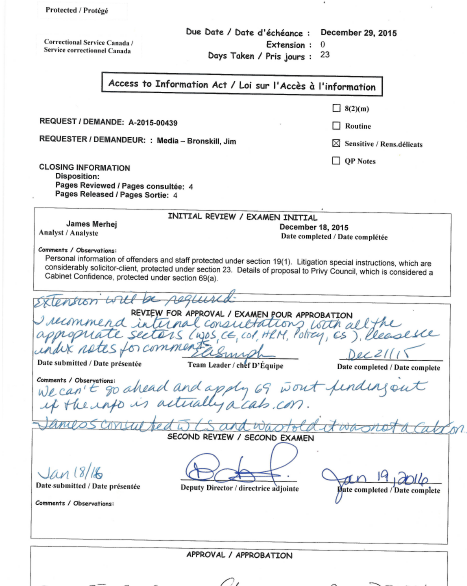 Protected / Protégé
Due Date / Date d'échéance : December 29, 2015
Correctional Service Canada /
Service correctionnel Canada
Extension : 0
Days Taken / Pris jours : 23
Access to Information Act / Loi sur l'Accès à l'information
8(2)(m)
REQUEST / DEMANDE: A-2015-00439
Routine
REQUESTER / DEMANDEUR: : Media – Bronskill, Jim
Sensitive / Rens.délicats
QP Notes
CLOSING INFORMATION
Disposition:
Pages Reviewed / Pages consultée: 4
Pages Released / Pages Sortie: 4
INITIAL REVIEW / EXAMEN INITIAL
James Merhej December 18, 2015
Analyst / Analyste Date completed / Date complétée
Comments / Observations:
Personal information of offenders and staff protected under section 19(1). Litigation special instructions, which are
considerably solicitor-client, protected under section 23. Details of proposal to Privy Council, which is considered a
Cabinet Confidence, protected under section 69(a).
extension will be required.
REVIEW FOR APPROVAL / EXAMEN POUR APPROBATION
I recommend internal consultations with all the
appropriate sectors (WOS, CE, COP, HRM, Policy, CS), please see
index notes for comments
Dec 21/15
Date submitted / Date présentée Team Leader / chef D'Équipe Date completed / Date complete
Comments / Observations:
We can't go ahead and apply 69 w/out finding out
if the info is actually a cab. con.
James consulted w/ LS and was told it was not a Cab con.
SECOND REVIEW / SECOND EXAMEN
Jan 18/16 Jan 19, 2016
Date submitted / Date présentée Deputy Director / directrice adjointe Date completed / Date complete
Comments / Observations:
APPROVAL / APPROBATION